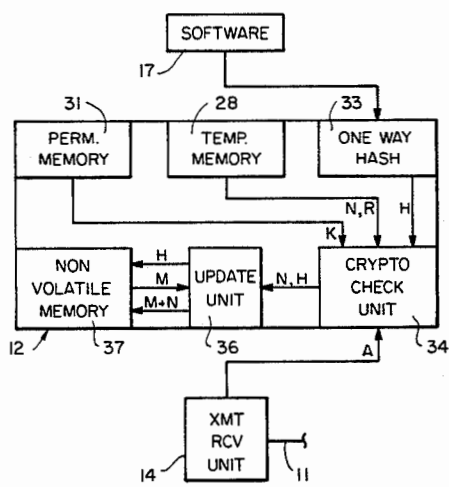 SOFTWARE
17
31
28
33
PERM.
MEMORY
TEMP.
MEMORY
ONE WAY
HASH
N,R
H
K
NON
VOLATILE
MEMORY
H
M
M+N
UPDATE
UNIT
N,H
CRYPTO
CHECK
UNIT
12
37
36
34
A
XMT
RCV
UNIT
14
11